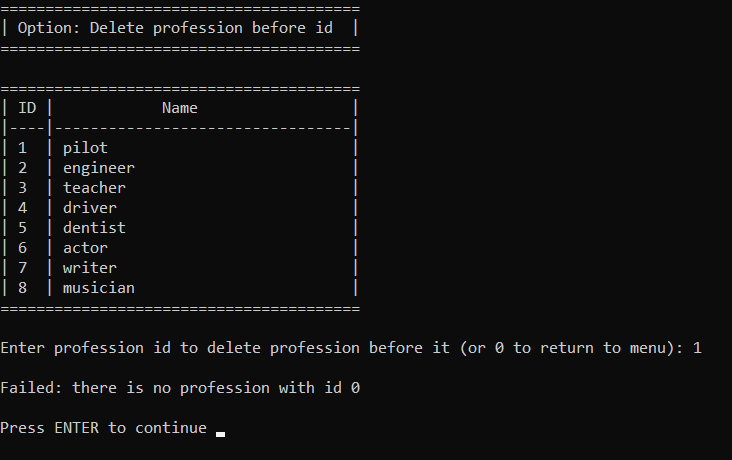 ========================================
| Option: Delete profession before id  |
========================================
========================================
| ID |            Name                 |
|----|---------------------------------|
| 1  | pilot                           |
| 2  | engineer                        |
| 3  | teacher                         |
| 4  | driver                          |
| 5  | dentist                         |
| 6  | actor                           |
| 7  | writer                          |
| 8  | musician                        |
========================================
Enter profession id to delete profession before it (or 0 to return to menu): 1
Failed: there is no profession with id 0
Press ENTER to continue